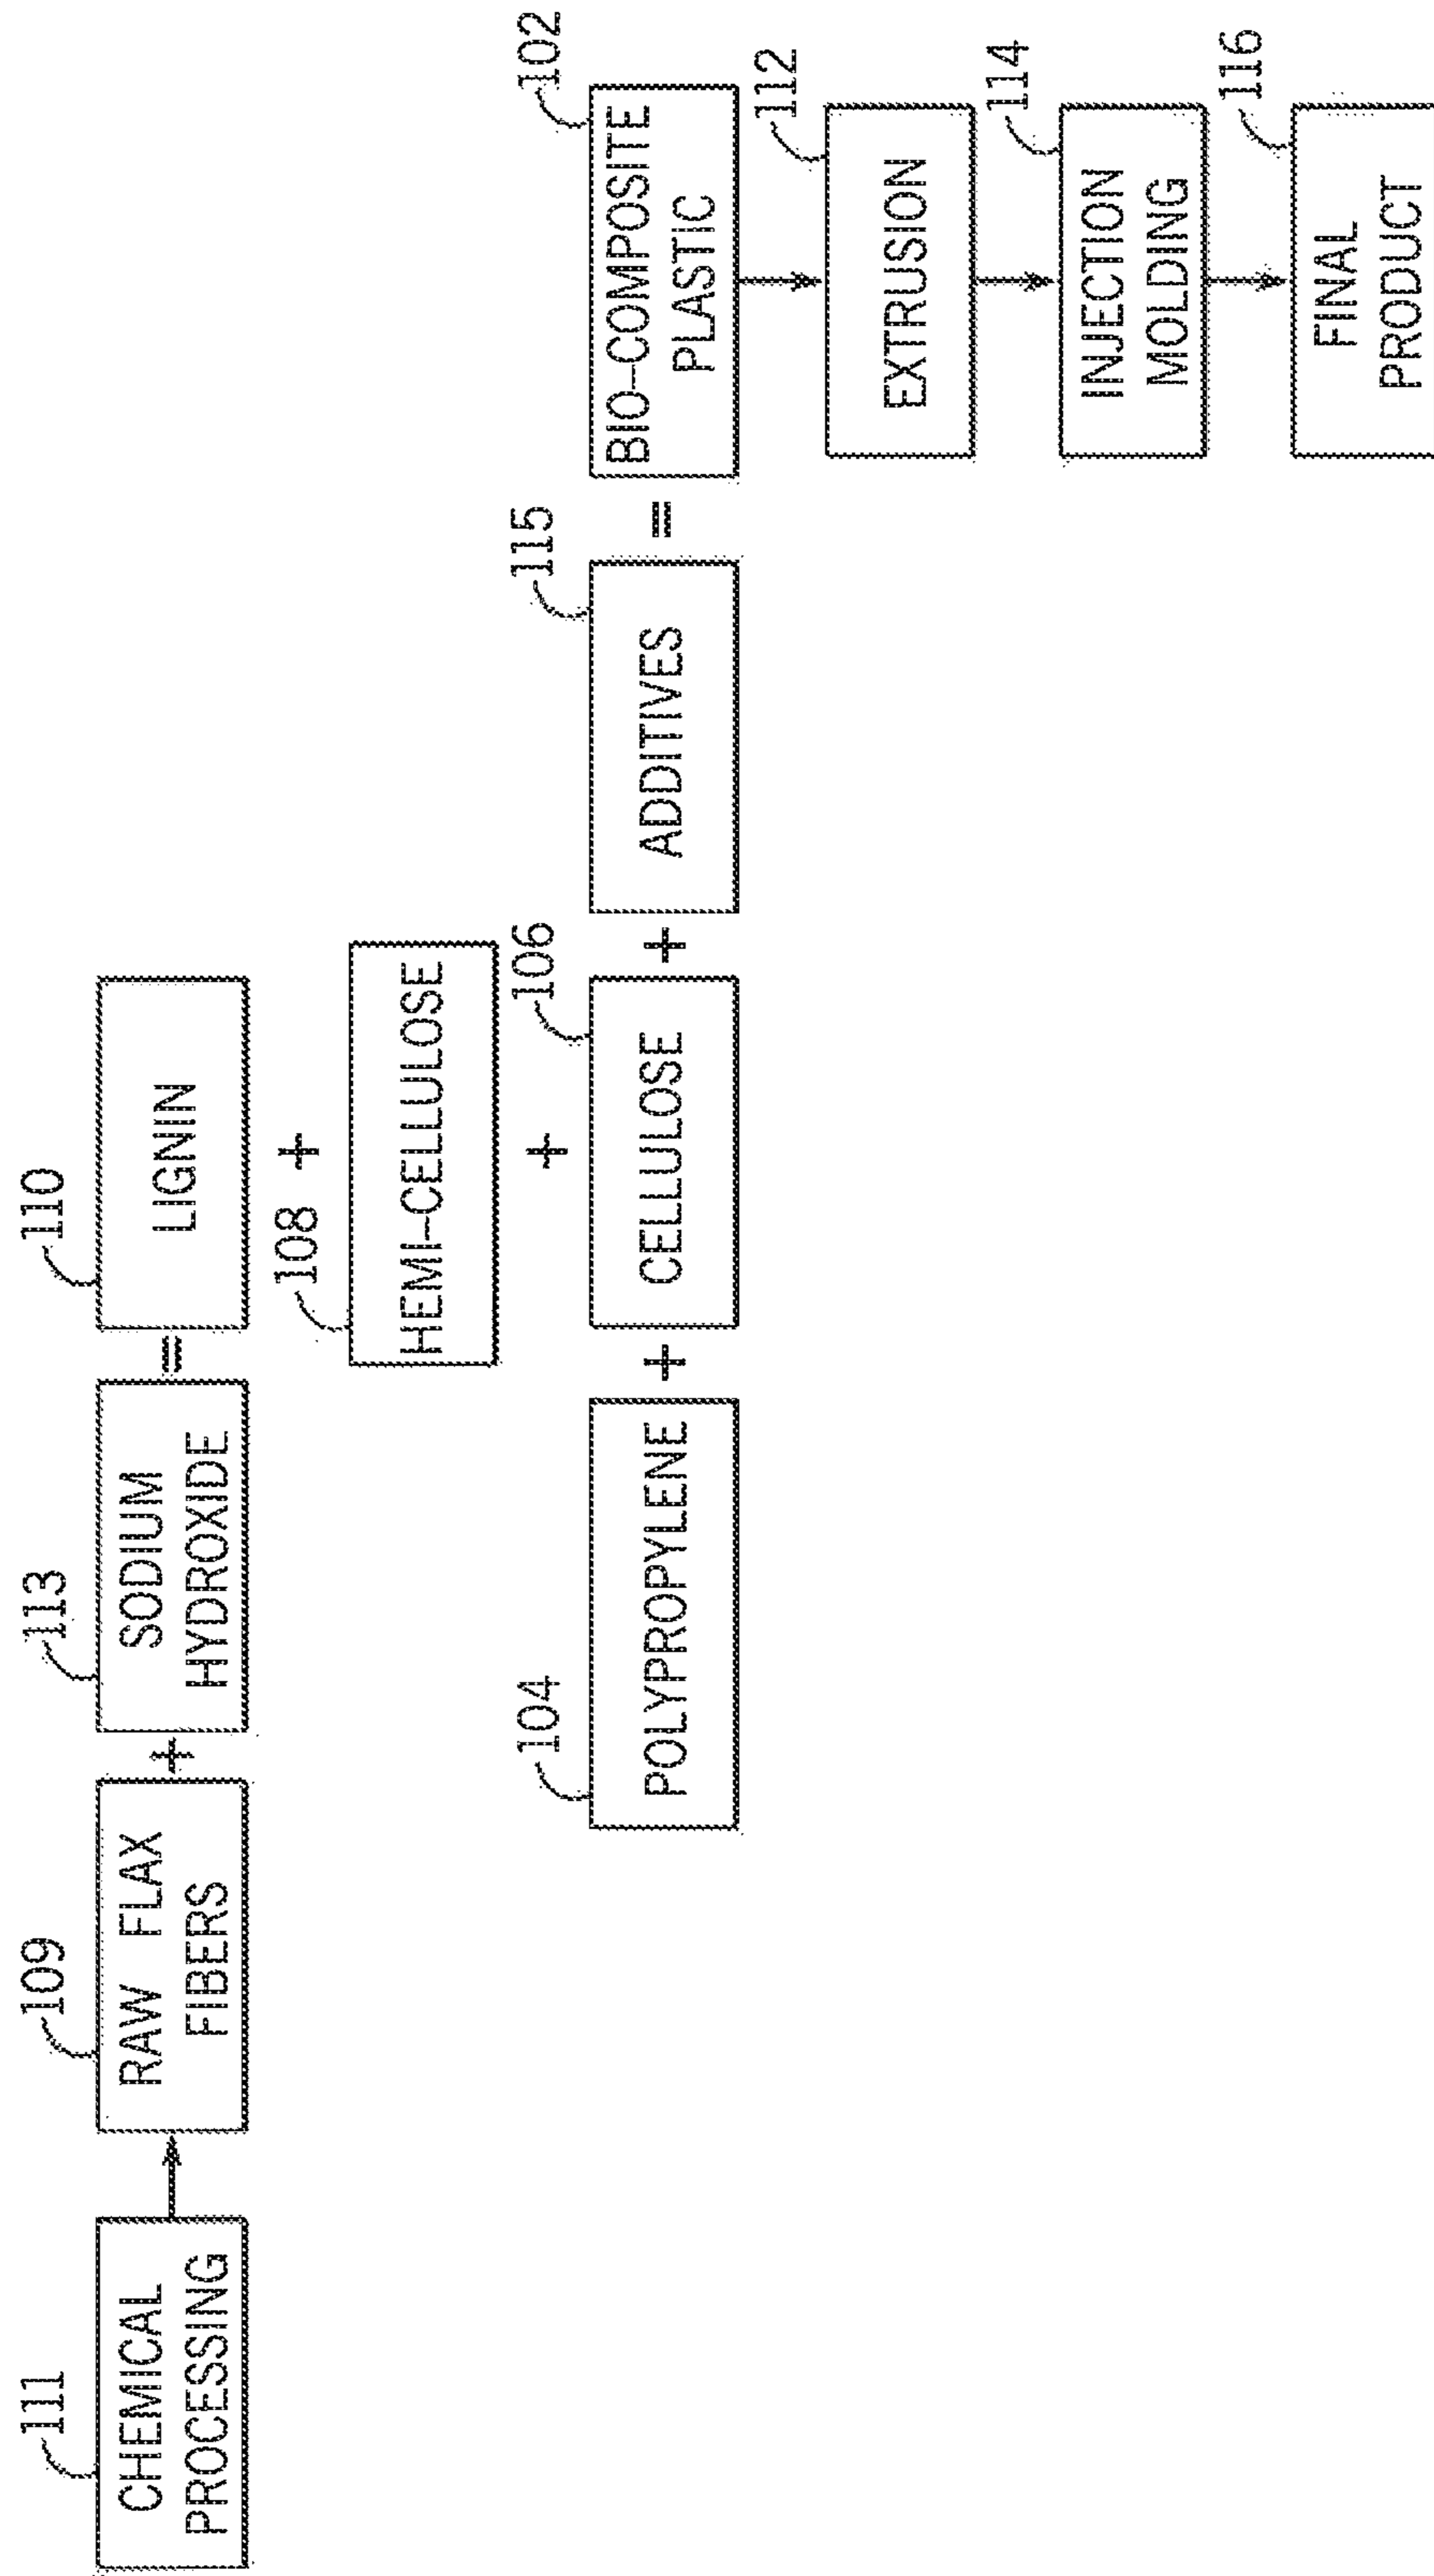 111
CHEMICAL
PROCESSING
109
RAW FLAX
FIBERS
+
113
SODIUM
HYDROXIDE
=
110
LIGNIN
+
108
HEMI-CELLULOSE
+
104
POLYPROPYLENE
+
106
CELLULOSE
+
115
ADDITIVES
=
102
BIO-COMPOSITE
PLASTIC
112
EXTRUSION
114
INJECTION
MOLDING
116
FINAL
PRODUCT